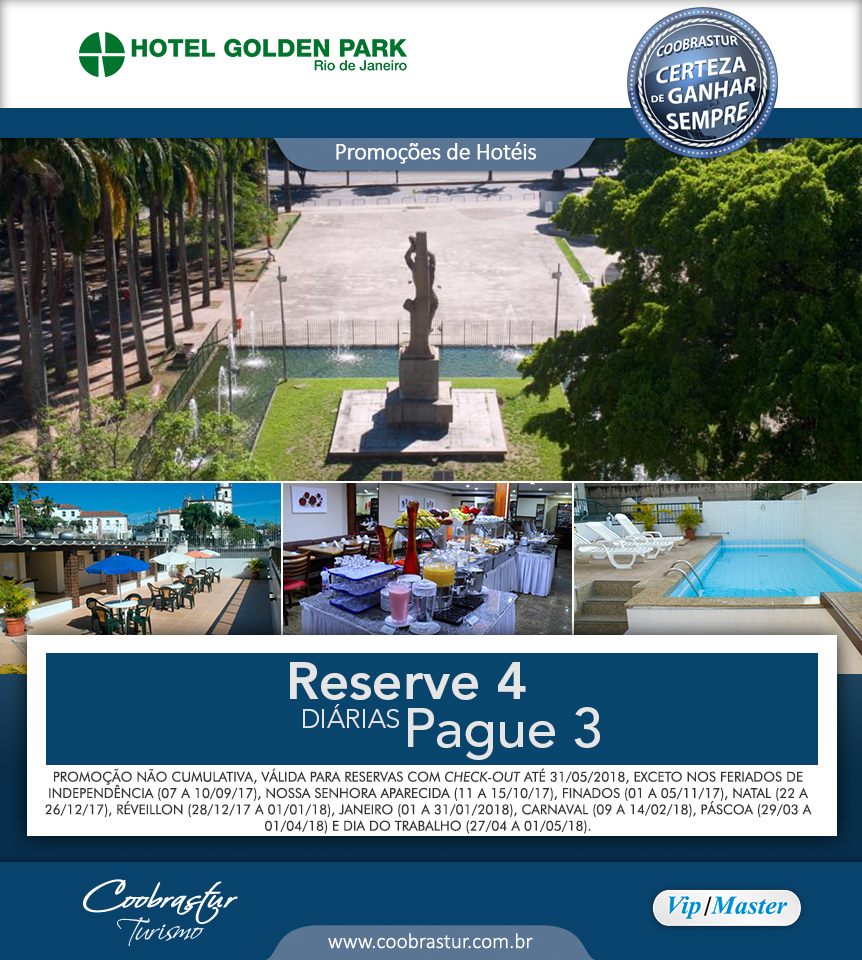 HOTEL GOLDEN PARK
Rio de Janeiro
COOBRASTUR
CERTEZA
DE GANHAR
SEMPRE
Promoções de Hotéis
Reserve 4
DIÁRIAS Pague 3
PROMOÇÃO NÃO CUMULATIVA, VÁLIDA PARA RESERVAS COM CHECK-OUT ATÉ 31/05/2018, EXCETO NOS FERIADOS DE
INDEPENDÊNCIA (07 A 10/09/17), NOSSA SENHORA APARECIDA (11 A 15/10/17), FINADOS (01 A 05/11/17), NATAL (22 A
26/12/17), RÉVEILLON (28/12/17 A 01/01/18), JANEIRO (01 A 31/01/2018), CARNAVAL (09 A 14/02/18), PÁSCOA (29/03 A
01/04/18) E DIA DO TRABALHO (27/04 A 01/05/18).
Coobrastur
Turismo
Vip/Master
www.coobrastur.com.br